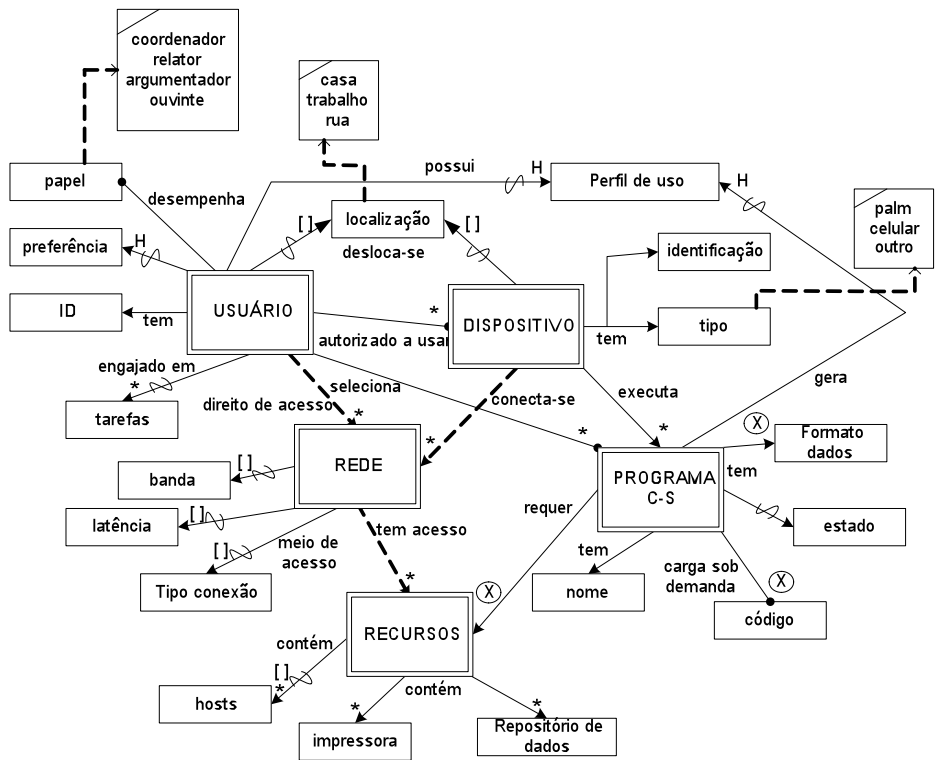 coordenador
relator
argumentador
ouvinte
casa
trabalho
rua
possui
H
Perfil de uso
H
papel
desempenha
palm
celular
outro
[ ]
localização
[ ]
preferência
H
desloca-se
identificação
ID
tem
USUÁRIO
*
DISPOSITIVO
tem
tipo
autorizado a usar
engajado em
*
tarefas
seleciona
direito de acesso
*
conecta-se
*
executa
*
*
gera
X
Formato
dados
REDE
banda
[ ]
PROGRAMA
C-S
tem
latência
[ ]
tem acesso
requer
estado
meio de
acesso
[ ]
Tipo conexão
*
X
tem
nome
carga sob
demanda
X
código
RECURSOS
contém
[ ]
*
hosts
contém
*
impressora
*
Repositório de
dados